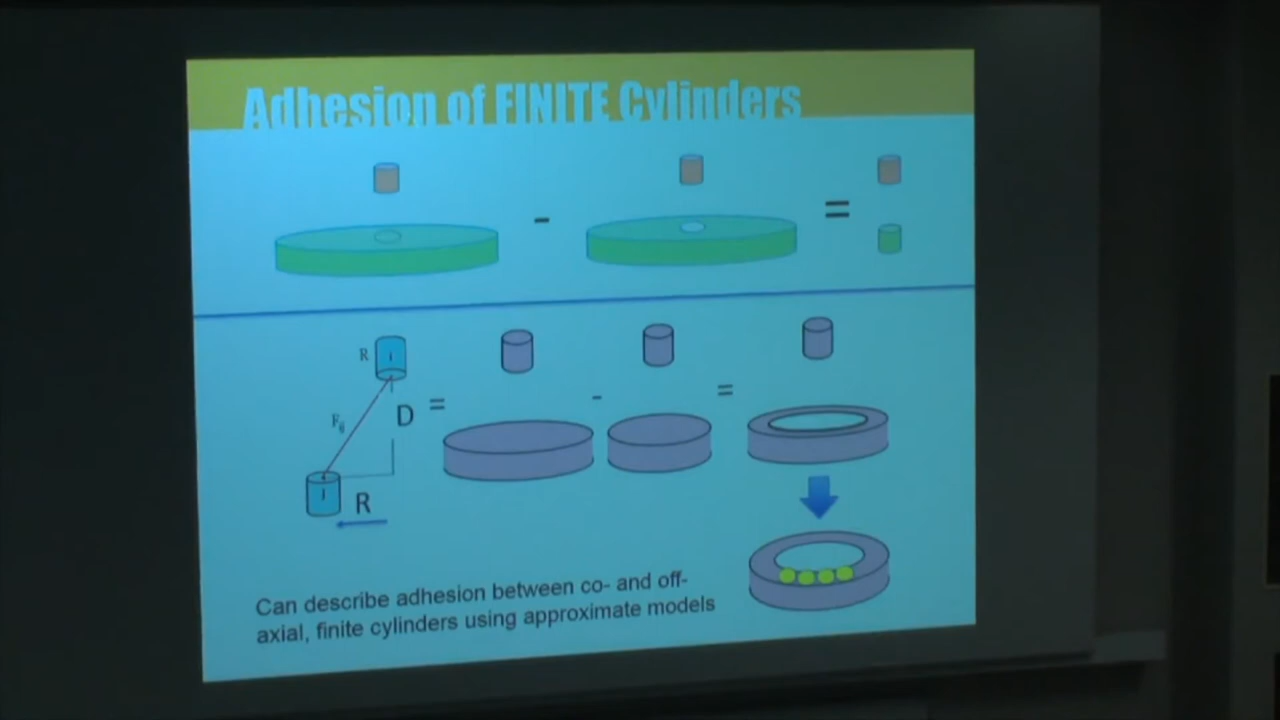 Adhesion of FINITE Cylinders
- =
R
D
= - =
R
Can describe adhesion between co- and off-
axial, finite cylinders using approximate models